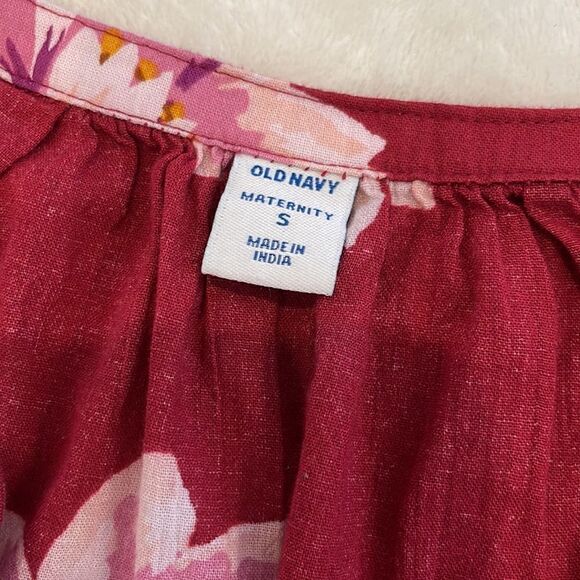 OLD NAVY
MATERNITY
S
MADE IN
INDIA